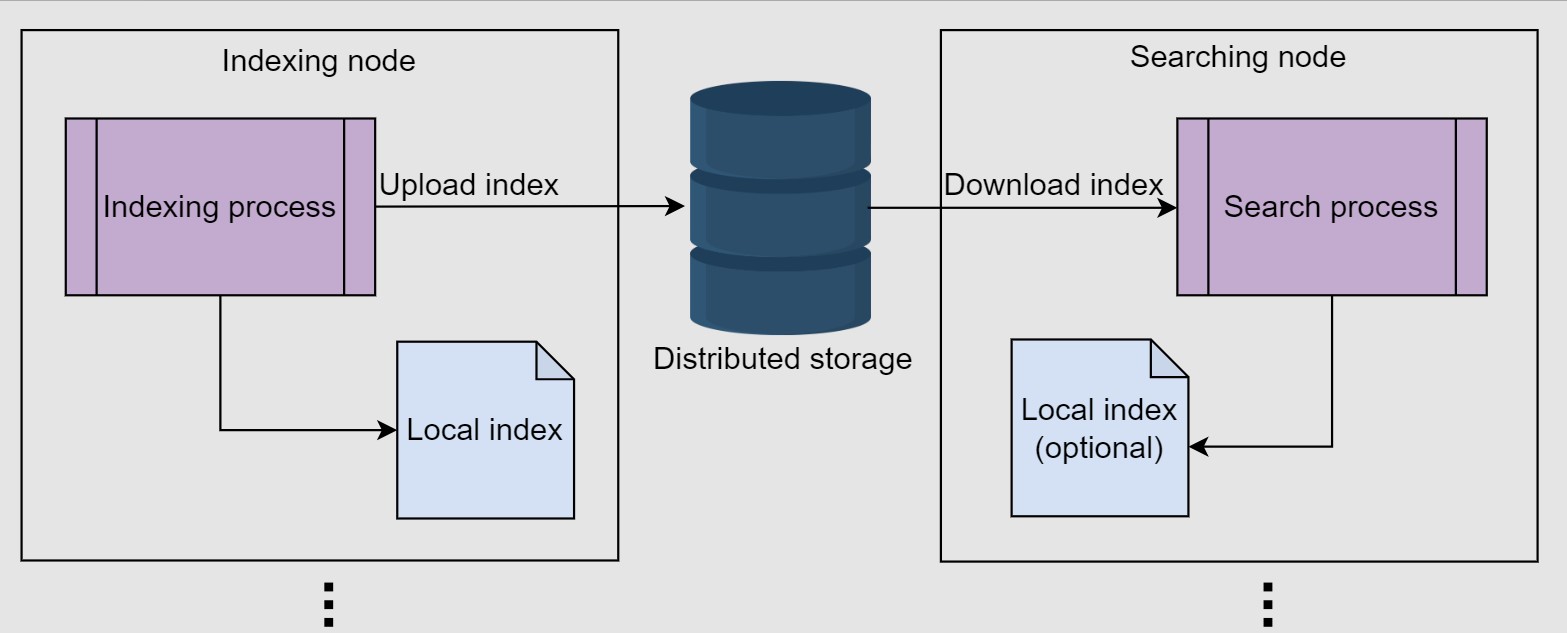 Indexing node
Indexing process
Upload index
Local index
Distributed storage
Searching node
Download index
Search process
Local index
(optional)